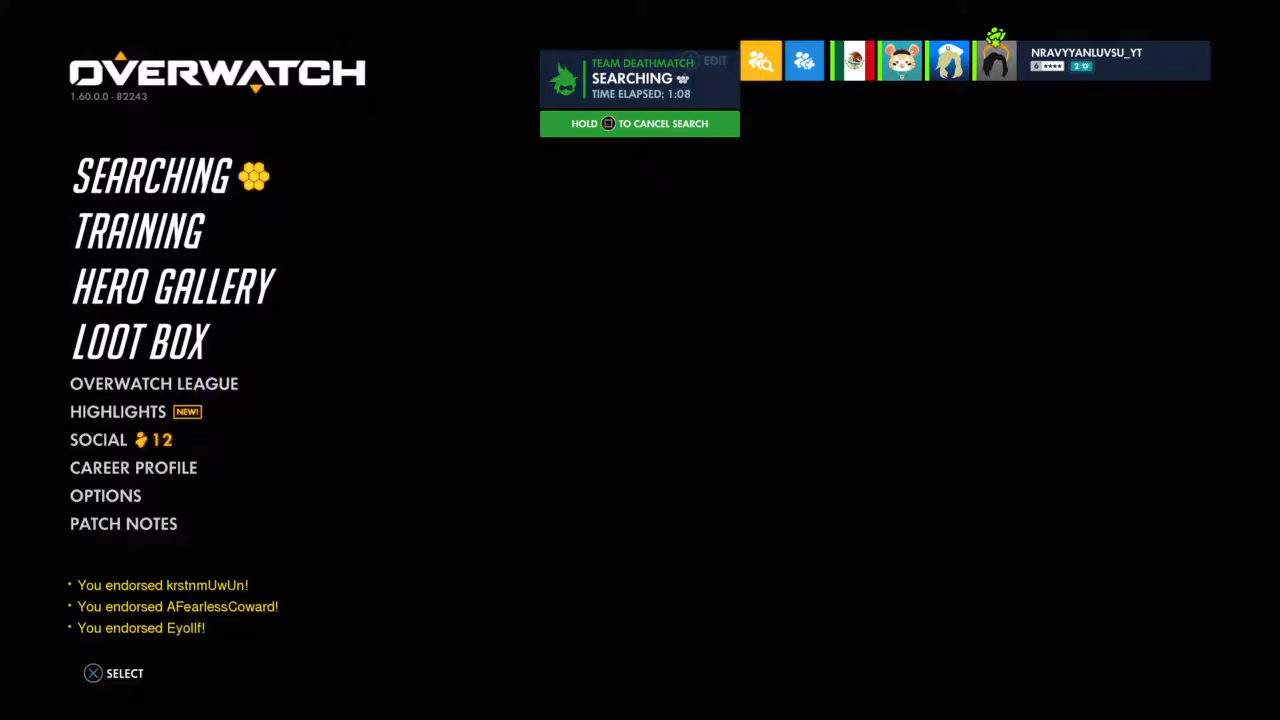 OVERWATCH
1.60.0.0 - 82243
TEAM DEATHMATCH
EDIT
SEARCHING
TIME ELAPSED: 1:08
HOLD TO CANCEL SEARCH
NRAVYYANLUVSU_YT
6
2
SEARCHING
TRAINING
HERO GALLERY
LOOT BOX
OVERWATCH LEAGUE
HIGHLIGHTS NEW!
SOCIAL 12
CAREER PROFILE
OPTIONS
PATCH NOTES
• You endorsed krstnmUwUn!
• You endorsed AFearlessCoward!
• You endorsed Eyollf!
SELECT